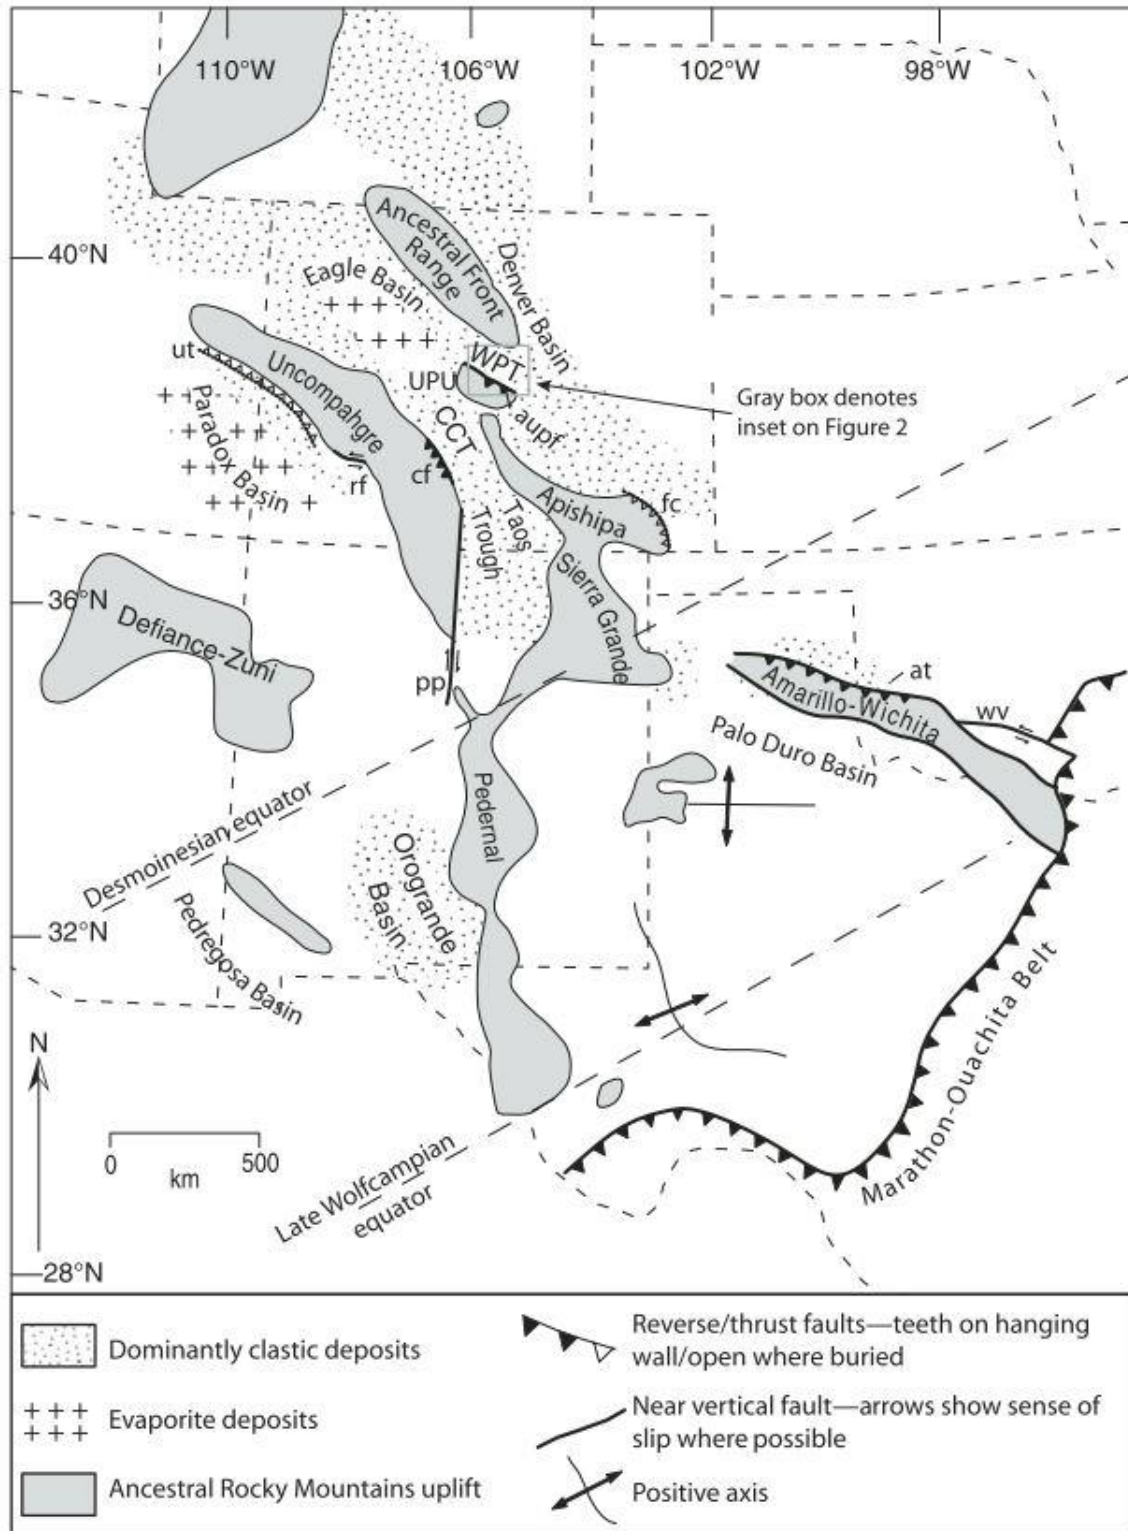 110°W
106°W
102°W
98°W
40°N
Ancestral Front
Range
Eagle Basin
Denver Basin
WPT
UPU
ut
Uncompahgre
CCT
aupf
Gray box denotes
inset on Figure 2
Paradox Basin
rf
cf
Taos
Trough
Apishipa
fc
36°N
Defiance-Zuni
Sierra Grande
pp
at
Amarillo-Wichita
wv
Palo Duro Basin
Pedernal
Desmoinesian equator
Orogrande
Basin
32°N
Pedregosa Basin
N
0
500
km
Marathon-Ouachita Belt
Late Wolfcampian
equator
28°N
Dominantly clastic deposits
Evaporite deposits
Ancestral Rocky Mountains uplift
Reverse/thrust faults—teeth on hanging
wall/open where buried
Near vertical fault—arrows show sense of
slip where possible
Positive axis